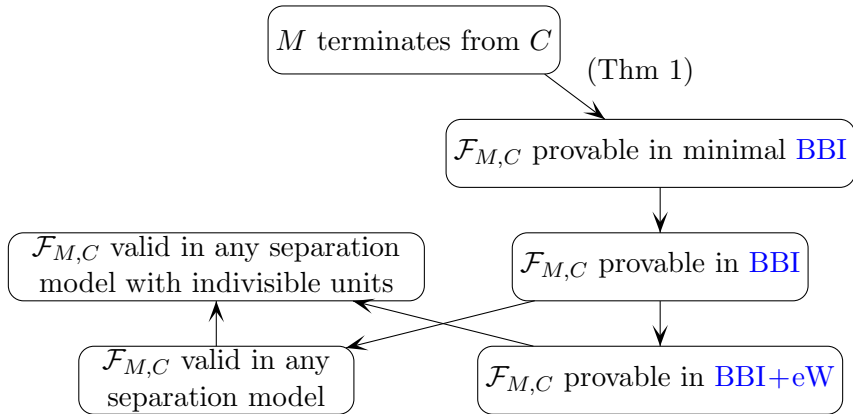 M terminates from C
(Thm 1)
𝓕_{M,C} provable in minimal BBI
𝓕_{M,C} valid in any separation
model with indivisible units
𝓕_{M,C} provable in BBI
𝓕_{M,C} valid in any
separation model
𝓕_{M,C} provable in BBI+eW